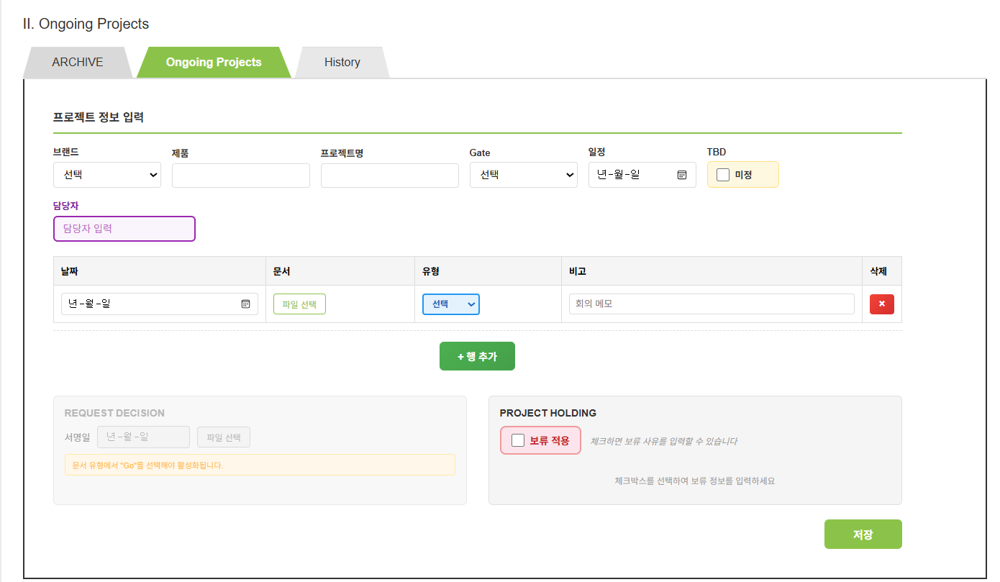 II. Ongoing Projects
ARCHIVE Ongoing Projects History
프로젝트 정보 입력
브랜드 제품 프로젝트명 Gate 일정 TBD
선택 선택 년-월-일 미정
담당자
담당자 입력
날짜 문서 유형 비고 삭제
년-월-일 파일 선택 선택 회의 메모 ×
+ 행 추가
REQUEST DECISION
서명일 년-월-일 파일 선택
문서 유형에서 "Go"를 선택해야 활성화됩니다.
PROJECT HOLDING
보류 적용 체크하면 보류 사유를 입력할 수 있습니다
체크박스를 선택하여 보류 정보를 입력하세요
저장